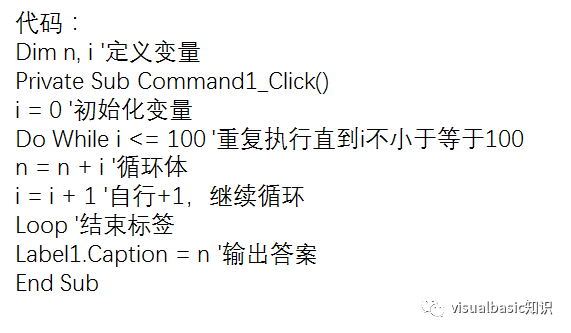 代码：
Dim n, i '定义变量
Private Sub Command1_Click()
i = 0 '初始化变量
Do While i <= 100 '重复执行直到i不小于等于100
n = n + i '循环体
i = i + 1 '自行+1，继续循环
Loop '结束标签
Label1.Caption = n '输出答案
End Sub
visualbasic知识